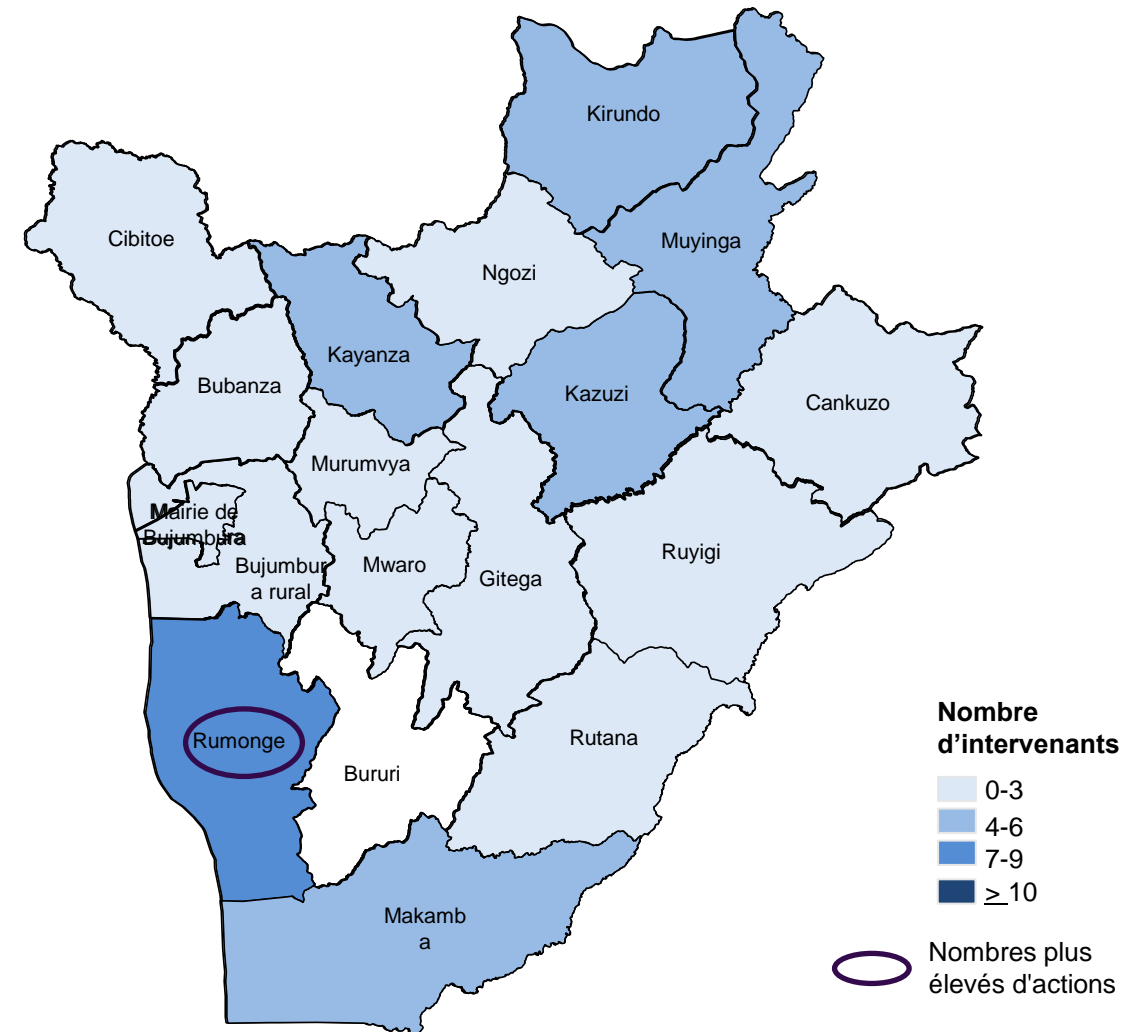 Kirundo
Cibitoe
Muyinga
Ngozi
Kayanza
Bubanza
Kazuzi
Cankuzo
Murumvya
Mairie de
Bujumbura
Bujumbur
a rural
Mwaro
Gitega
Ruyigi
Rumonge
Bururi
Rutana
Makamb
a
Nombre
d'intervenants
0-3
4-6
7-9
> 10
Nombres plus
élevés d'actions